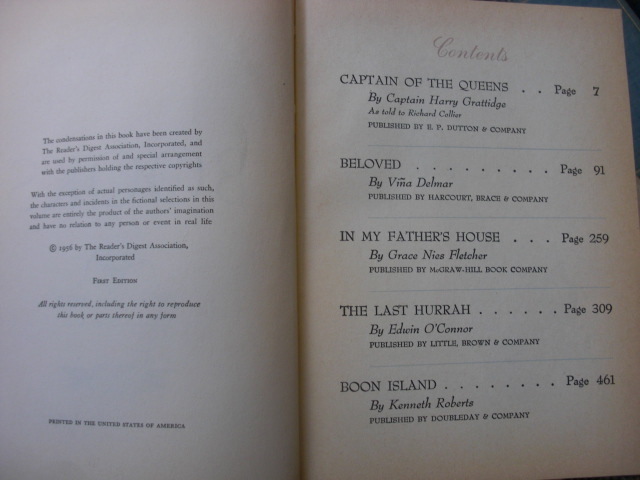 The condensations in this book have been created by
The Reader's Digest Association, Incorporated, and
are used by permission of and special arrangement
with the publishers holding the respective copyrights
With the exception of actual personages identified as such,
the characters and incidents in the fictional selections in this
volume are entirely the product of the authors' imagination
and have no relation to any person or event in real life
© 1956 by The Reader's Digest Association,
Incorporated
First Edition
All rights reserved, including the right to reproduce
this book or parts thereof in any form
PRINTED IN THE UNITED STATES OF AMERICA
Contents
CAPTAIN OF THE QUEENS . . Page 7
By Captain Harry Grattidge
As told to Richard Collier
PUBLISHED BY E. P. DUTTON & COMPANY
BELOVED . . . . . . . . . Page 91
By Viña Delmar
PUBLISHED BY HARCOURT, BRACE & COMPANY
IN MY FATHER'S HOUSE . . . Page 259
By Grace Nies Fletcher
PUBLISHED BY McGRAW-HILL BOOK COMPANY
THE LAST HURRAH . . . . . . Page 309
By Edwin O'Connor
PUBLISHED BY LITTLE, BROWN & COMPANY
BOON ISLAND . . . . . . . . Page 461
By Kenneth Roberts
PUBLISHED BY DOUBLEDAY & COMPANY